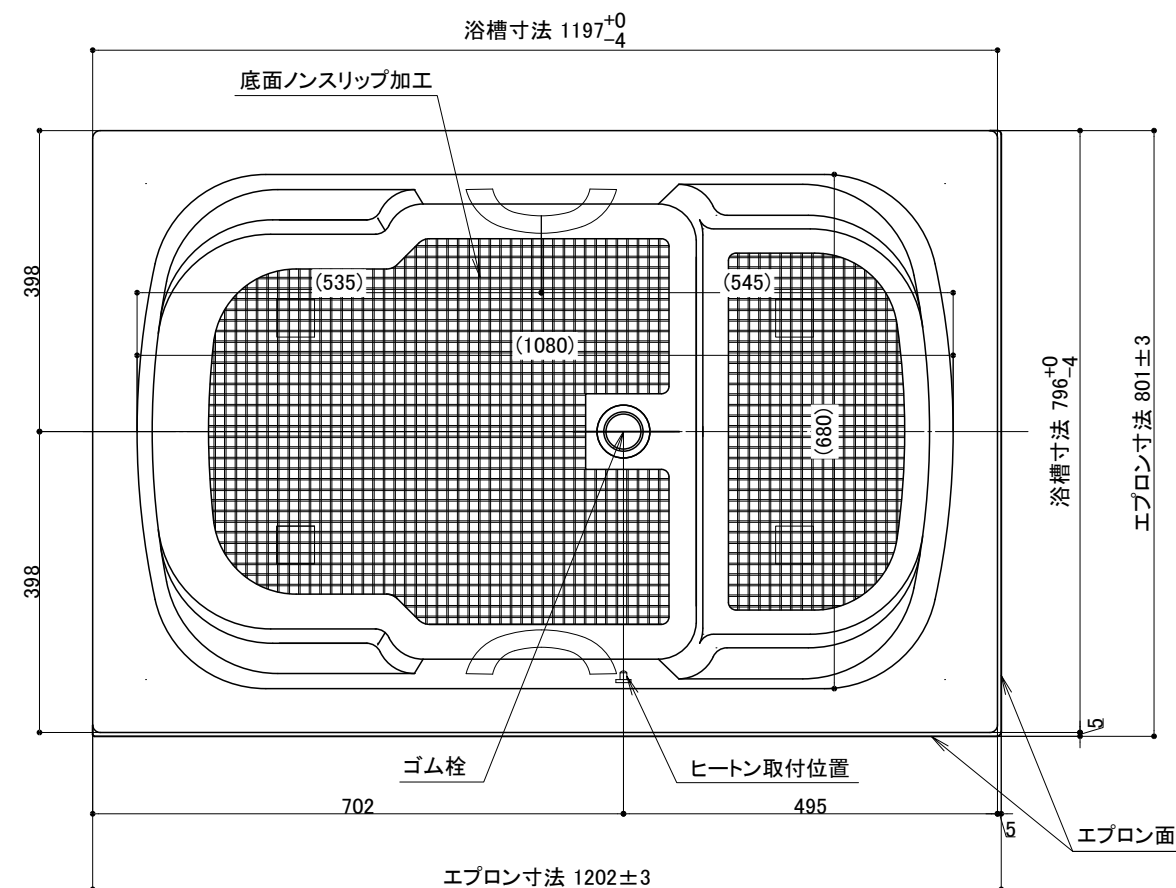 浴槽寸法 1197+0-4
底面ノンスリップ加工
398
(535)
(545)
(1080)
(680)
浴槽寸法 796+0-4
エプロン寸法 801±3
398
5
ゴム栓
ヒートン取付位置
702
495
5
エプロン面
エプロン寸法 1202±3